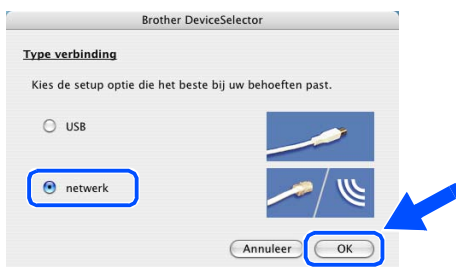 Brother DeviceSelector
Type verbinding
Kies de setup optie die het beste bij uw behoeften past.
USB
netwerk
Annuleer OK